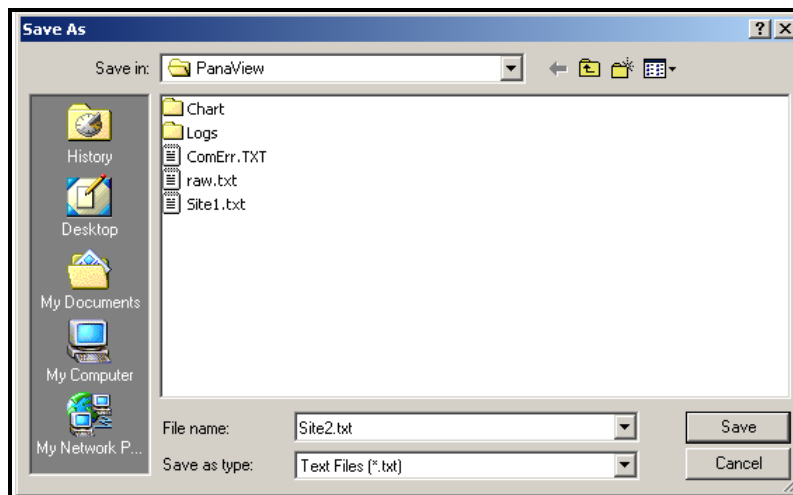 Save As
Save in:
PanaView
History
Desktop
My Documents
My Computer
My Network P...
Chart
Logs
ComErr.TXT
raw.txt
Site1.txt
File name:
Site2.txt
Save
Save as type:
Text Files (*.txt)
Cancel